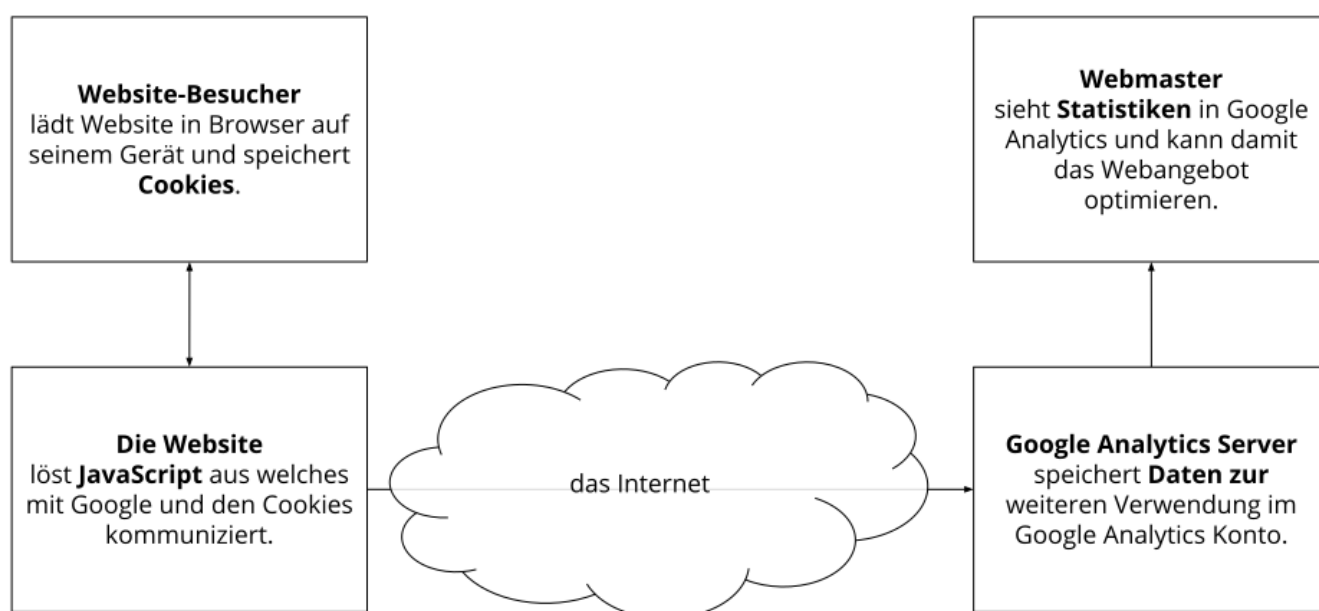 Website-Besucher
lädt Website in Browser auf
seinem Gerät und speichert
Cookies.
Webmaster
sieht Statistiken in Google
Analytics und kann damit
das Webangebot
optimieren.
Die Website
löst JavaScript aus welches
mit Google und den Cookies
kommuniziert.
das Internet
Google Analytics Server
speichert Daten zur
weiteren Verwendung im
Google Analytics Konto.